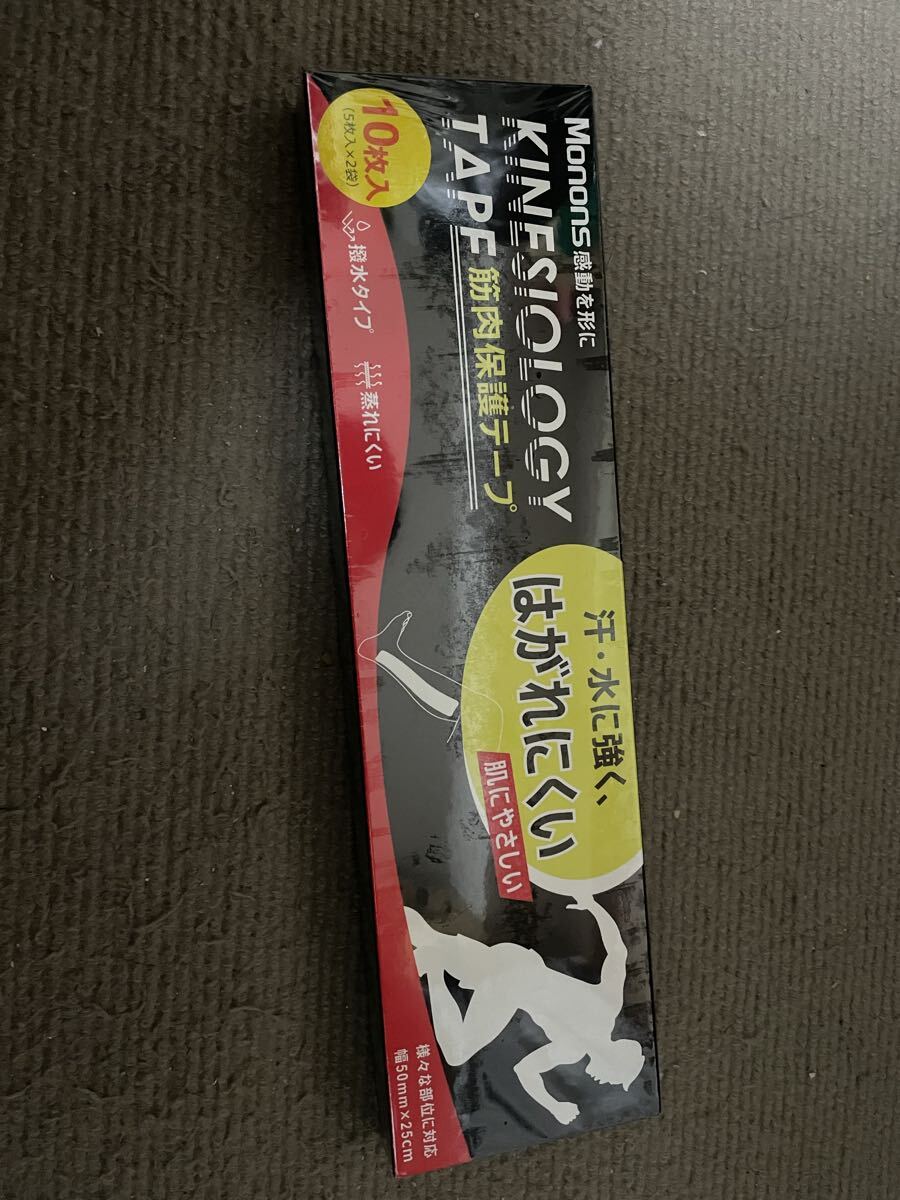 Monons 感動を形に
KINESIOLOGY
TAPE 筋肉保護テープ
10枚入
(5枚入×2袋)
撥水タイプ
蒸れにくい
汗・水に強く、
はがれにくい
肌にやさしい
様々な部位に対応
幅50mm×25cm